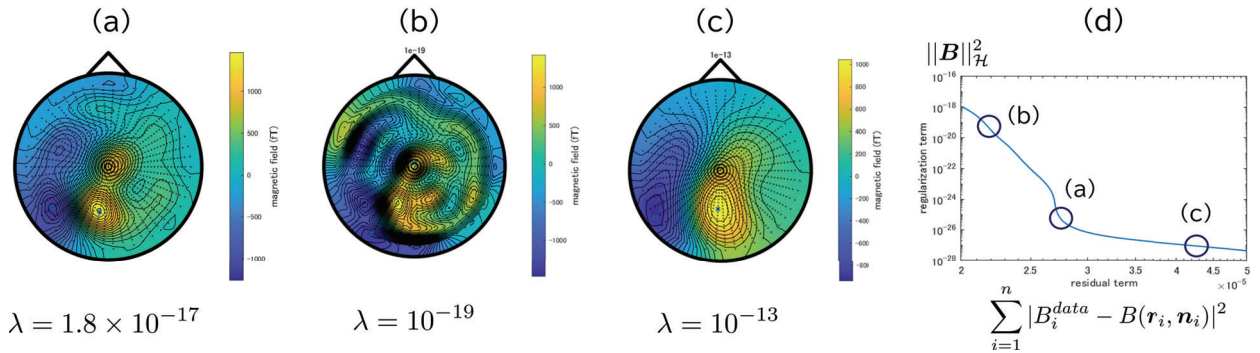 (a)
1000
500
0
-500
-1000
magnetic field (fT)
λ = 1.8 × 10^{-17}
(b)
1e-19
1000
500
0
-500
-1000
magnetic field (fT)
λ = 10^{-19}
(c)
1e-13
1000
800
600
400
200
0
-200
-400
-600
-800
magnetic field (fT)
λ = 10^{-13}
(d)
||B||²_ℋ
regularization term
10^{-16}
10^{-18}
10^{-20}
10^{-22}
10^{-24}
10^{-26}
10^{-28}
(b)
(a)
(c)
2 2.5 3 3.5 4 4.5 5
residual term
×10^{-5}
\sum_{i=1}^{n} |B_i^{data} − B(r_i, n_i)|²